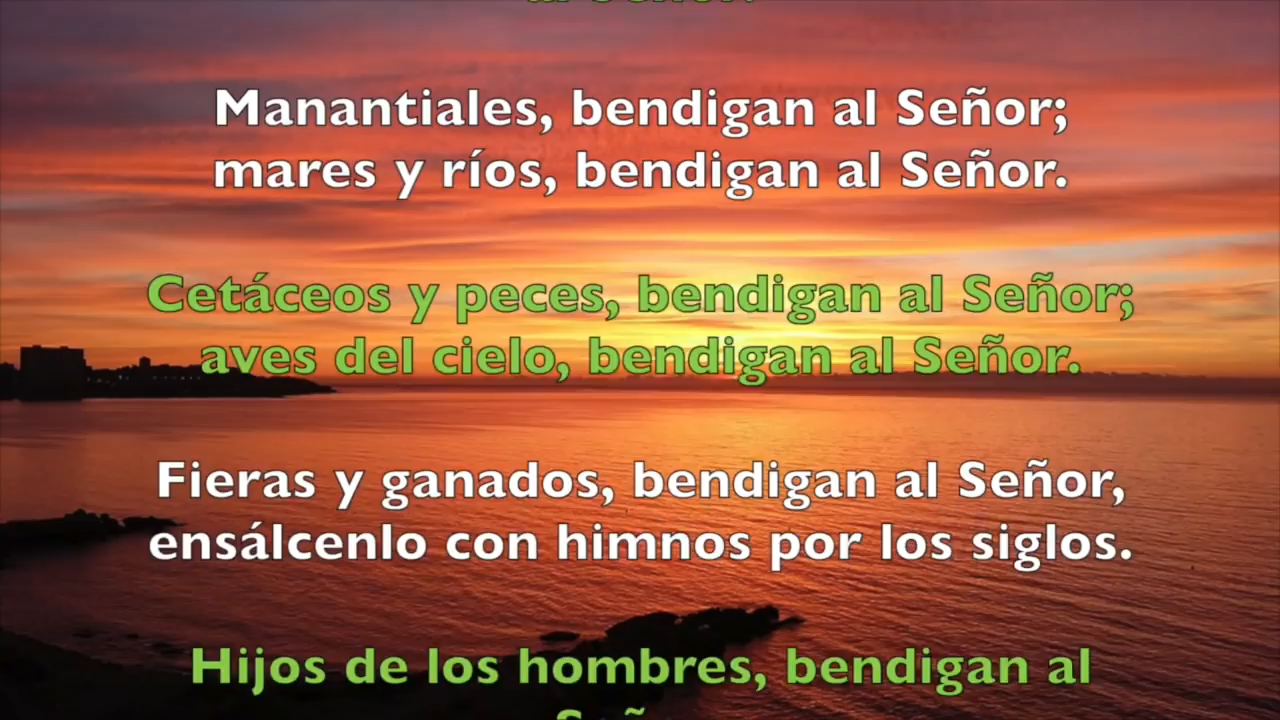 Manantiales, bendigan al Señor;
mares y ríos, bendigan al Señor.
Cetáceos y peces, bendigan al Señor;
aves del cielo, bendigan al Señor.
Fieras y ganados, bendigan al Señor,
ensálcenlo con himnos por los siglos.
Hijos de los hombres, bendigan al